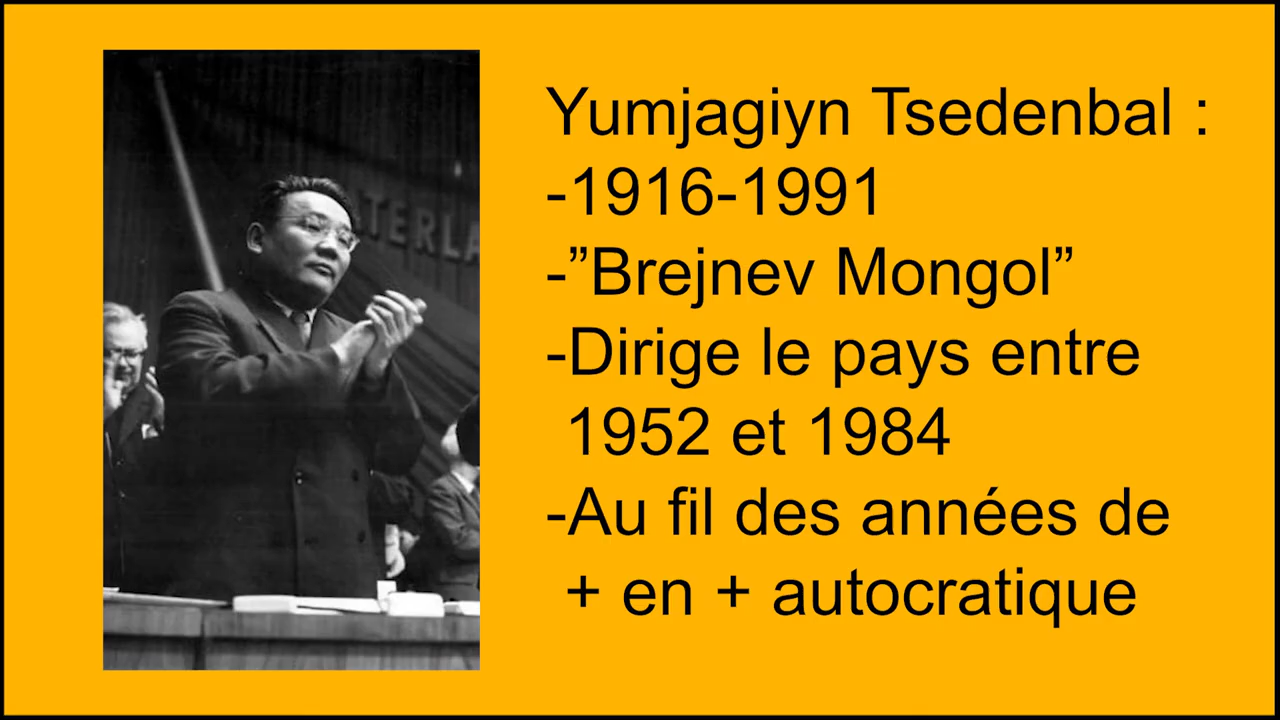 Yumjagiyn Tsedenbal :
-1916-1991
-”Brejnev Mongol”
-Dirige le pays entre
1952 et 1984
-Au fil des années de
+ en + autocratique
TERLA